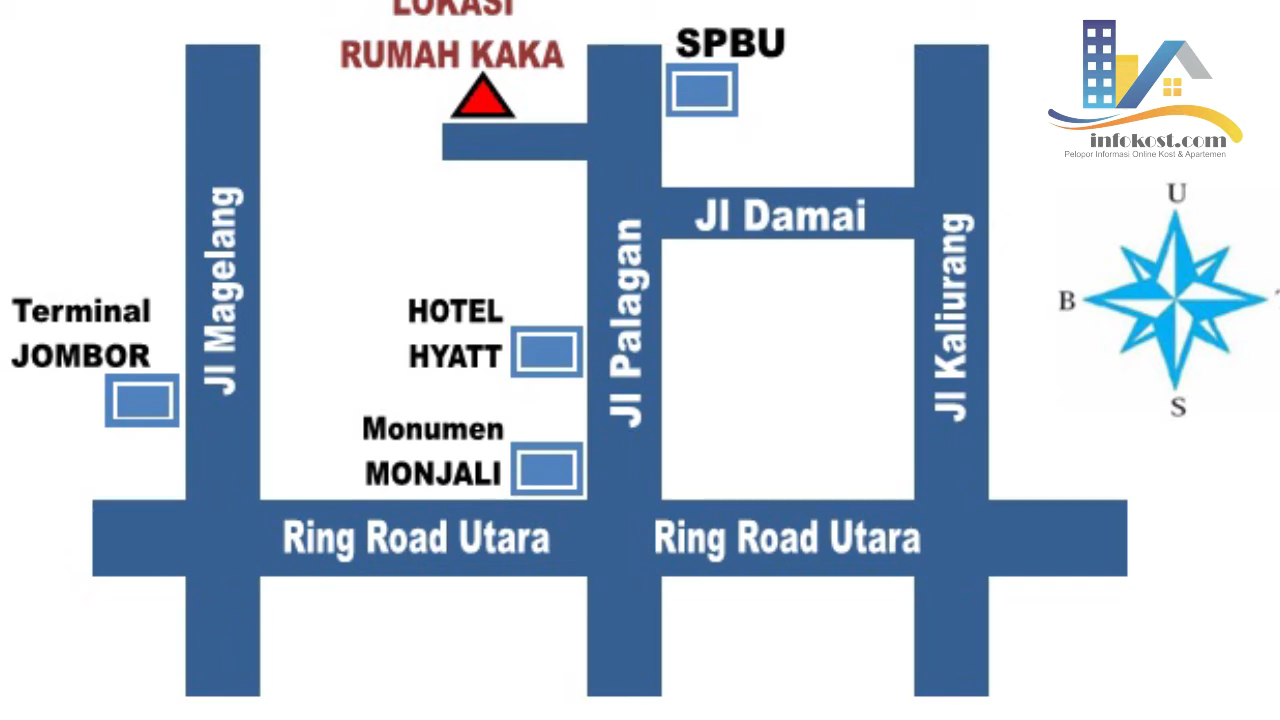 LOKASI
RUMAH KAKA
SPBU
infokost.com
Pelopor Informasi Online Kost & Apartemen
U
B
S
Jl Magelang
Jl Palagan
Jl Damai
Jl Kaliurang
Terminal
JOMBOR
HOTEL
HYATT
Monumen
MONJALI
Ring Road Utara
Ring Road Utara